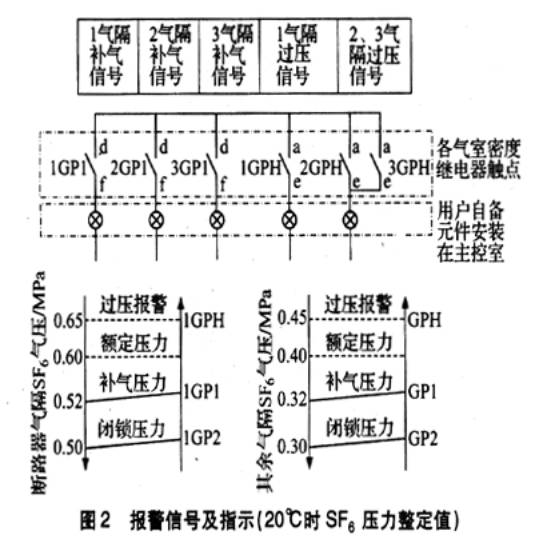 1气隔 2气隔 3气隔 1气隔 2、3气
补气 补气 补气 过压 隔过压
信号 信号 信号 信号 信号
d d d a a a
1GP1 2GP1 3GP1 1GPH 2GPH 3GPH
f f f e e e
各气室密度
继电器触点
用户自备
元件安装
在主控室
断路器气隔SF6气压/MPa
过压报警
0.65 1GPH
额定压力
0.60
补气压力
0.52 1GP1
闭锁压力
0.50 1GP2
其余气隔SF6气压/MPa
过压报警
0.45 GPH
额定压力
0.40
补气压力
0.32 GP1
闭锁压力
0.30 GP2
图2 报警信号及指示(20℃时SF6压力整定值)